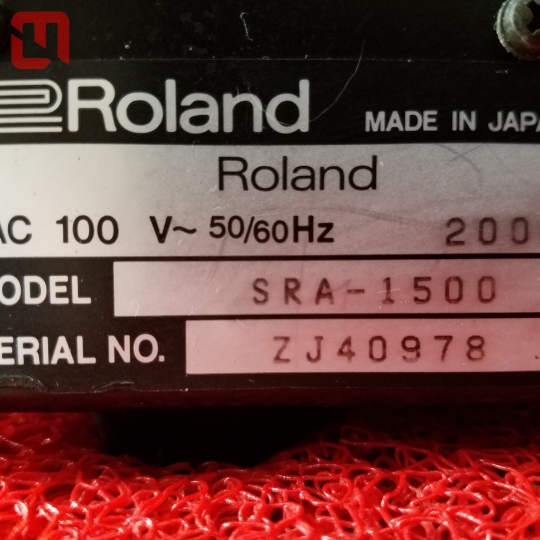 Roland MADE IN JAPA
Roland
AC 100 V~ 50/60Hz 200
ODEL SRA-1500
ERIAL NO. ZJ40978